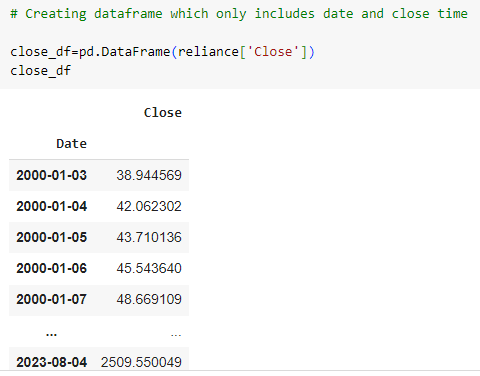 # Creating dataframe which only includes date and close time
close_df=pd.DataFrame(reliance['Close'])
close_df
Close
Date
2000-01-03 38.944569
2000-01-04 42.062302
2000-01-05 43.710136
2000-01-06 45.543640
2000-01-07 48.669109
... ...
2023-08-04 2509.550049